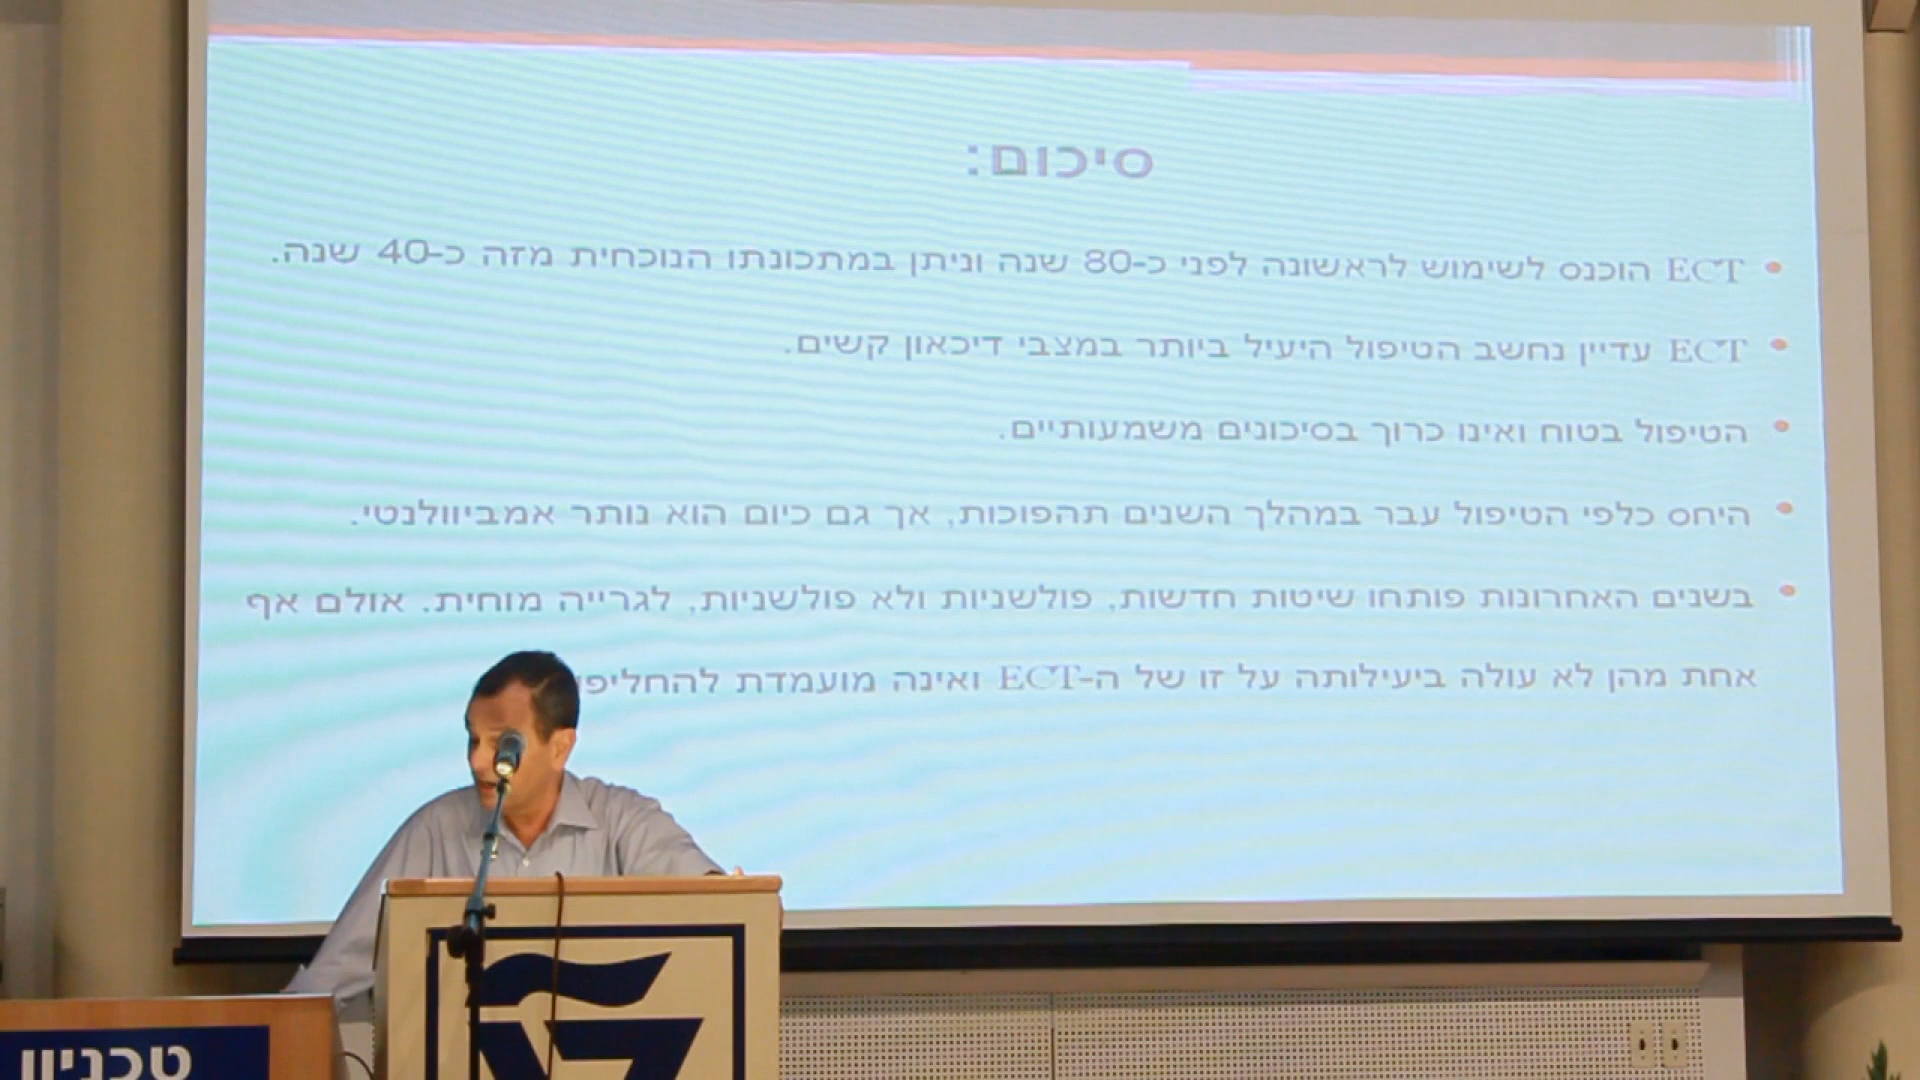 סיכום:
ECT הוכנס לשימוש לראשונה לפני כ-80 שנה וניתן במתכונתו הנוכחית מזה כ-40 שנה.
ECT עדיין נחשב הטיפול היעיל ביותר במצבי דיכאון קשים.
הטיפול בטוח ואינו כרוך בסיכונים משמעותיים.
היחס כלפי הטיפול עבר במהלך השנים תהפוכות, אך גם כיום הוא נותר אמביוולנטי.
בשנים האחרונות פותחו שיטות חדשות, פולשניות ולא פולשניות, לגרייה מוחית. אולם אף
אחת מהן לא עולה ביעילותה על זו של ה-ECT ואינה מועמדת
טכניון